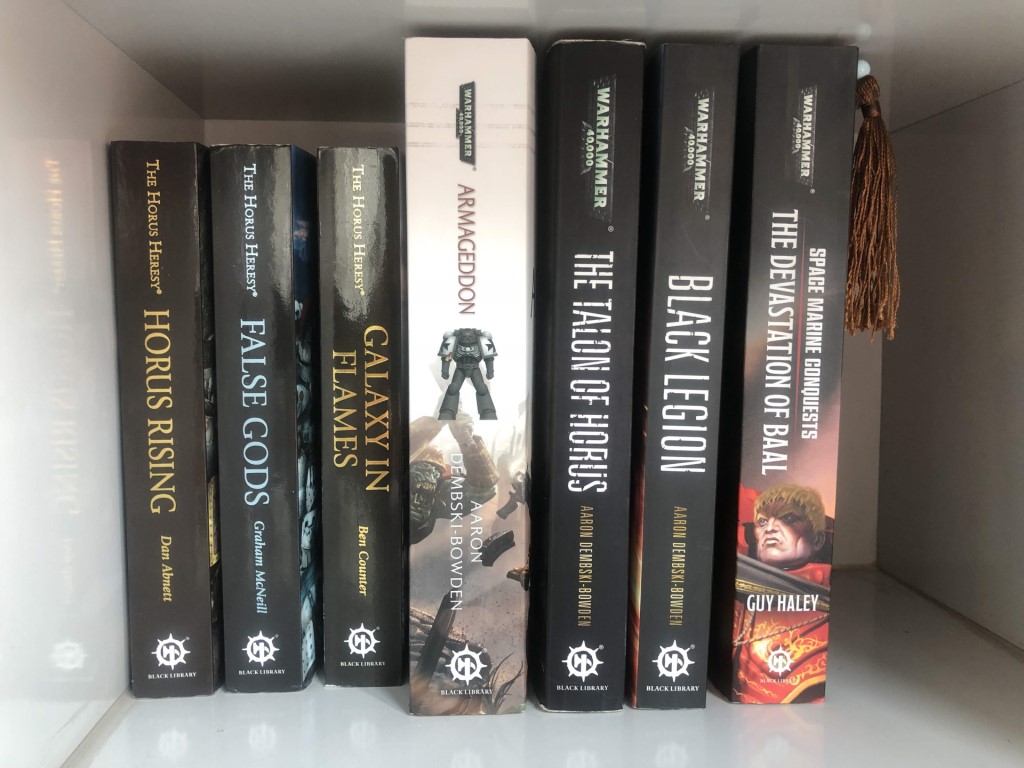 THE HORUS HERESY®
HORUS RISING
Dan Abnett
BLACK LIBRARY
THE HORUS HERESY®
FALSE GODS
Graham McNeill
BLACK LIBRARY
THE HORUS HERESY®
GALAXY IN
FLAMES
Ben Counter
BLACK LIBRARY
WARHAMMER
40,000
®
ARMAGEDDON
AARON
DEMBSKI-BOWDEN
BLACK LIBRARY
WARHAMMER
40,000
®
THE TALON OF HORUS
AARON DEMBSKI-BOWDEN
BLACK LIBRARY
WARHAMMER
40,000
®
BLACK LEGION
AARON DEMBSKI-BOWDEN
BLACK LIBRARY
WARHAMMER
40,000
®
SPACE MARINE CONQUESTS
THE DEVASTATION OF BAAL
GUY HALEY
BLACK LIBRARY